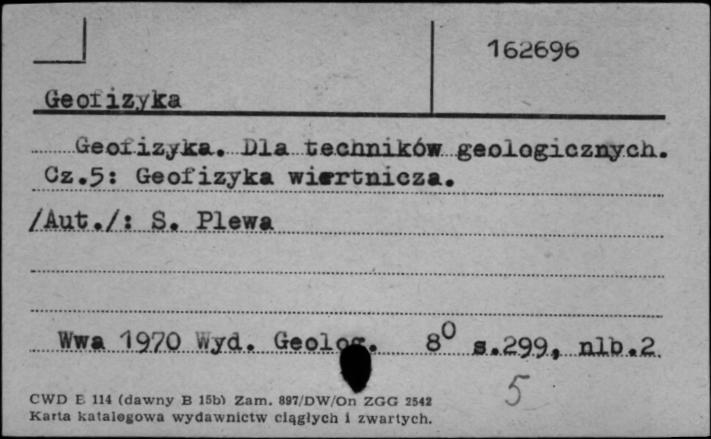 162696
Geofizyka
Geofizyka. Dla techników geologicznych.
Cz.5: Geofizyka wiertnicza.
/Aut./: S. Plewa
Wwa 1970 Wyd. Geolog. 8⁰ s.299, nlb.2
5
CWD E 114 (dawny B 15b) Zam. 897/DW/On ZGG 2542
Karta katalogowa wydawnictw ciągłych i zwartych.